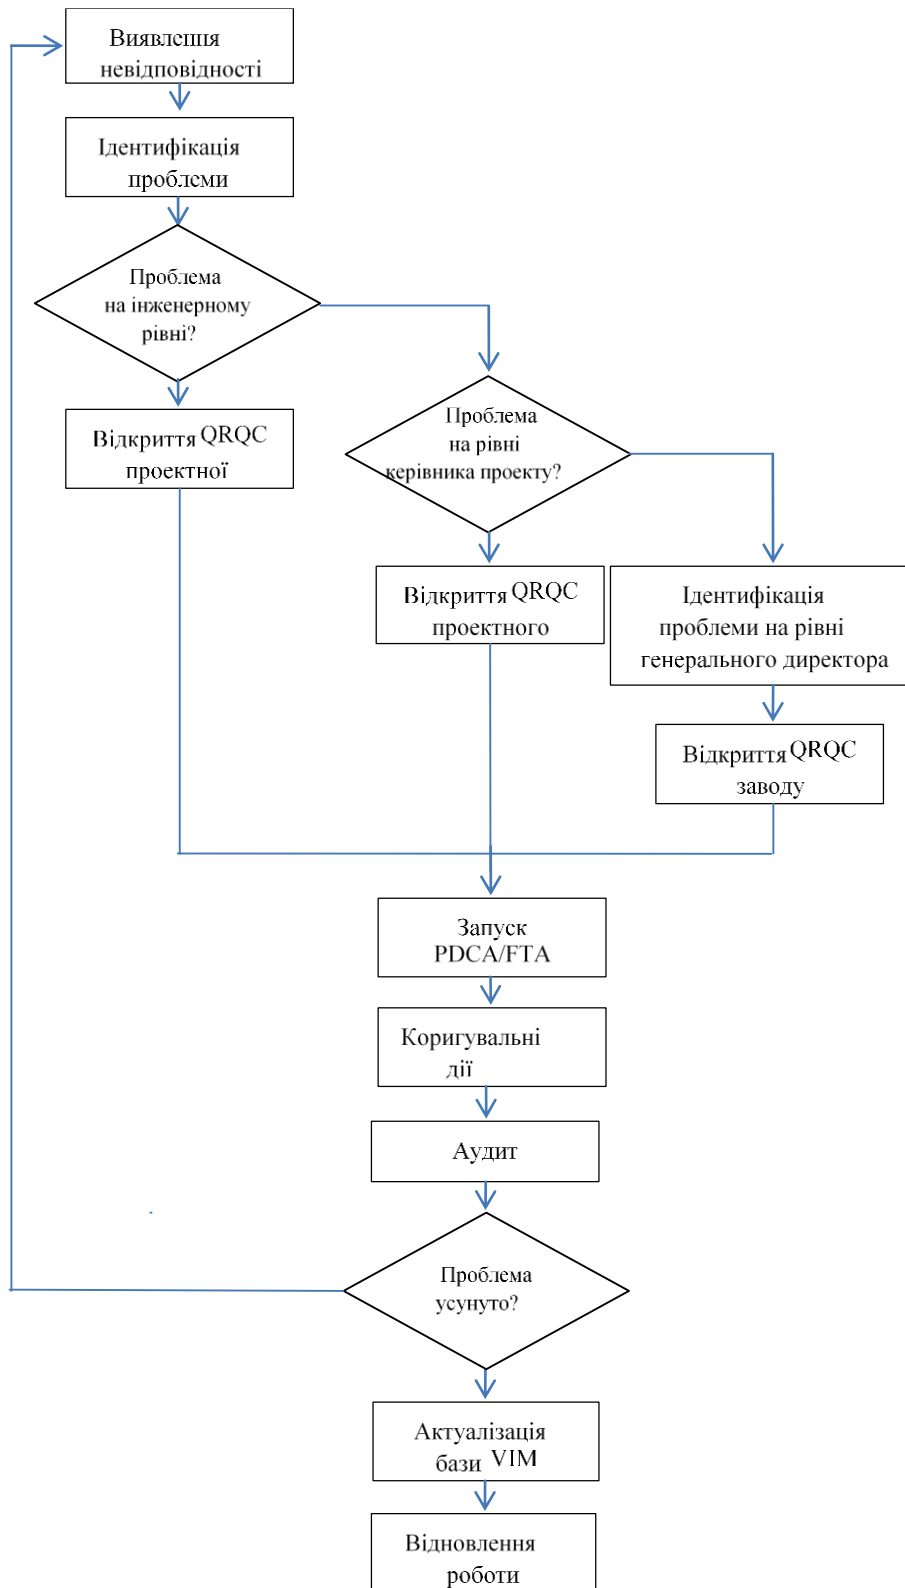 Виявлення
невідповідності
Ідентифікація
проблеми
Проблема
на інженерному
рівні?
Відкриття QRQC
проектної
Проблема
на рівні
керівника проекту?
Відкриття QRQC
проектного
Ідентифікація
проблеми на рівні
генерального директора
Відкриття QRQC
заводу
Запуск
PDCA/FTA
Коригувальні
дії
Аудит
Проблема
усунуто?
Актуалізація
бази VIM
Відновлення
роботи